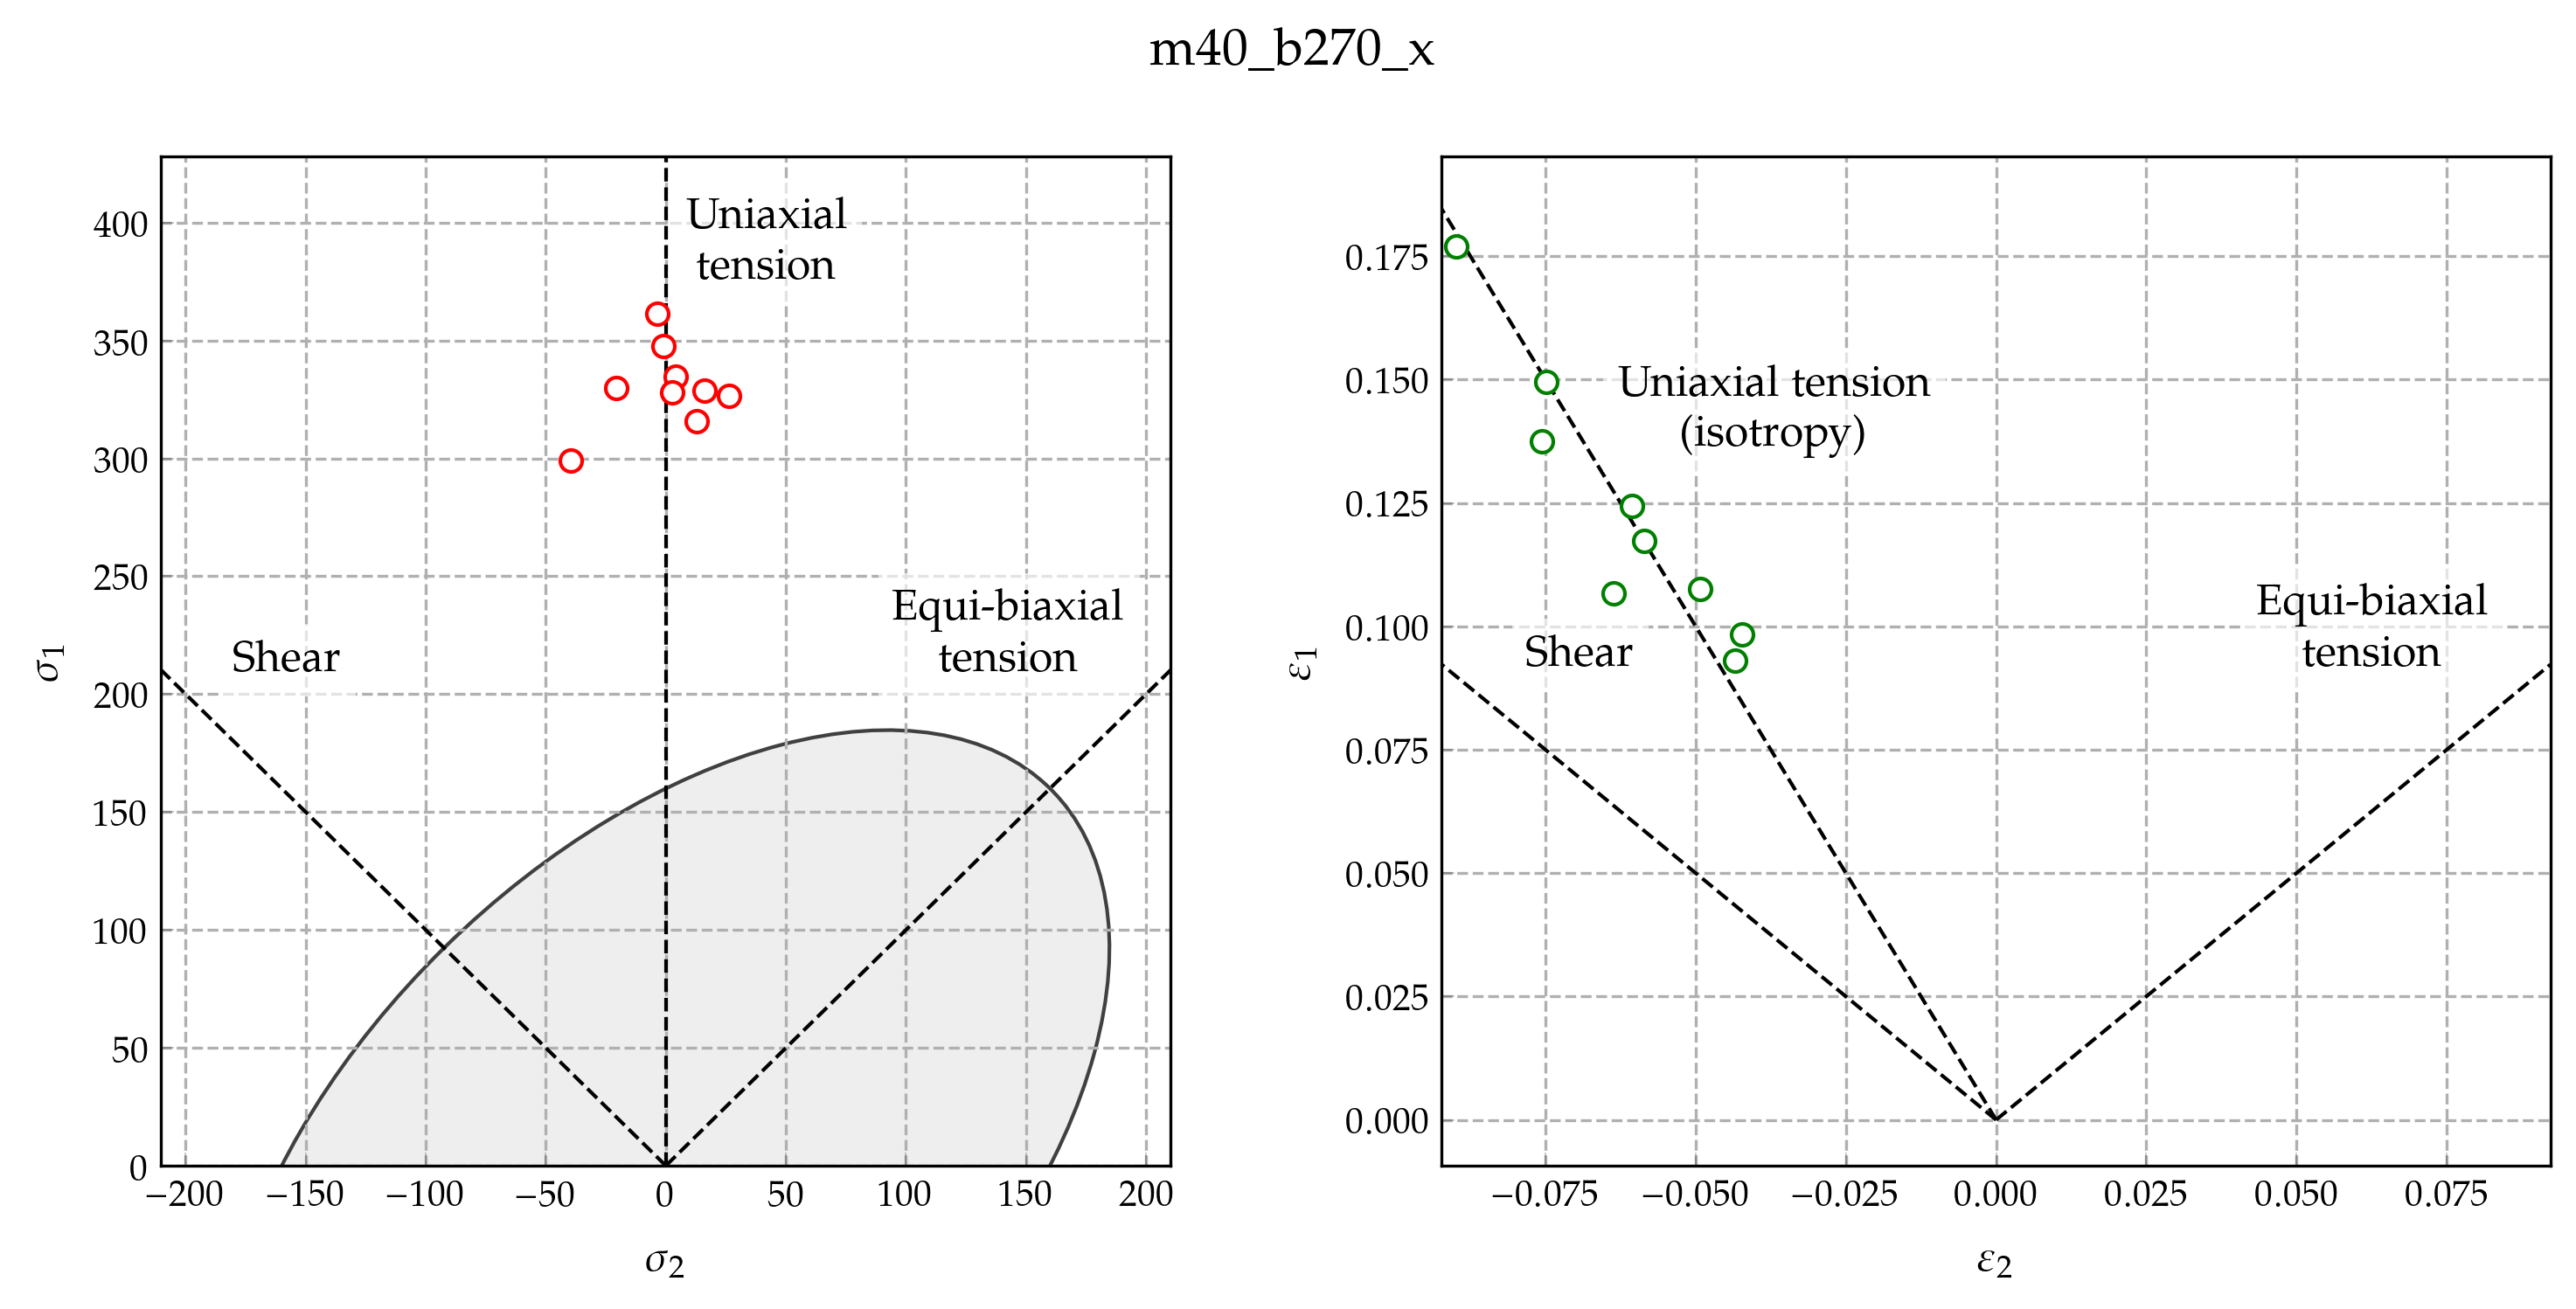 m40_b270_x
Uniaxial
tension
Equi-biaxial
tension
Shear
400
350
300
250
200
150
100
50
0
−200 −150 −100 −50 0 50 100 150 200
σ1
σ2
Uniaxial tension
(isotropy)
Equi-biaxial
tension
Shear
0.175
0.150
0.125
0.100
0.075
0.050
0.025
0.000
−0.075 −0.050 −0.025 0.000 0.025 0.050 0.075
ε1
ε2